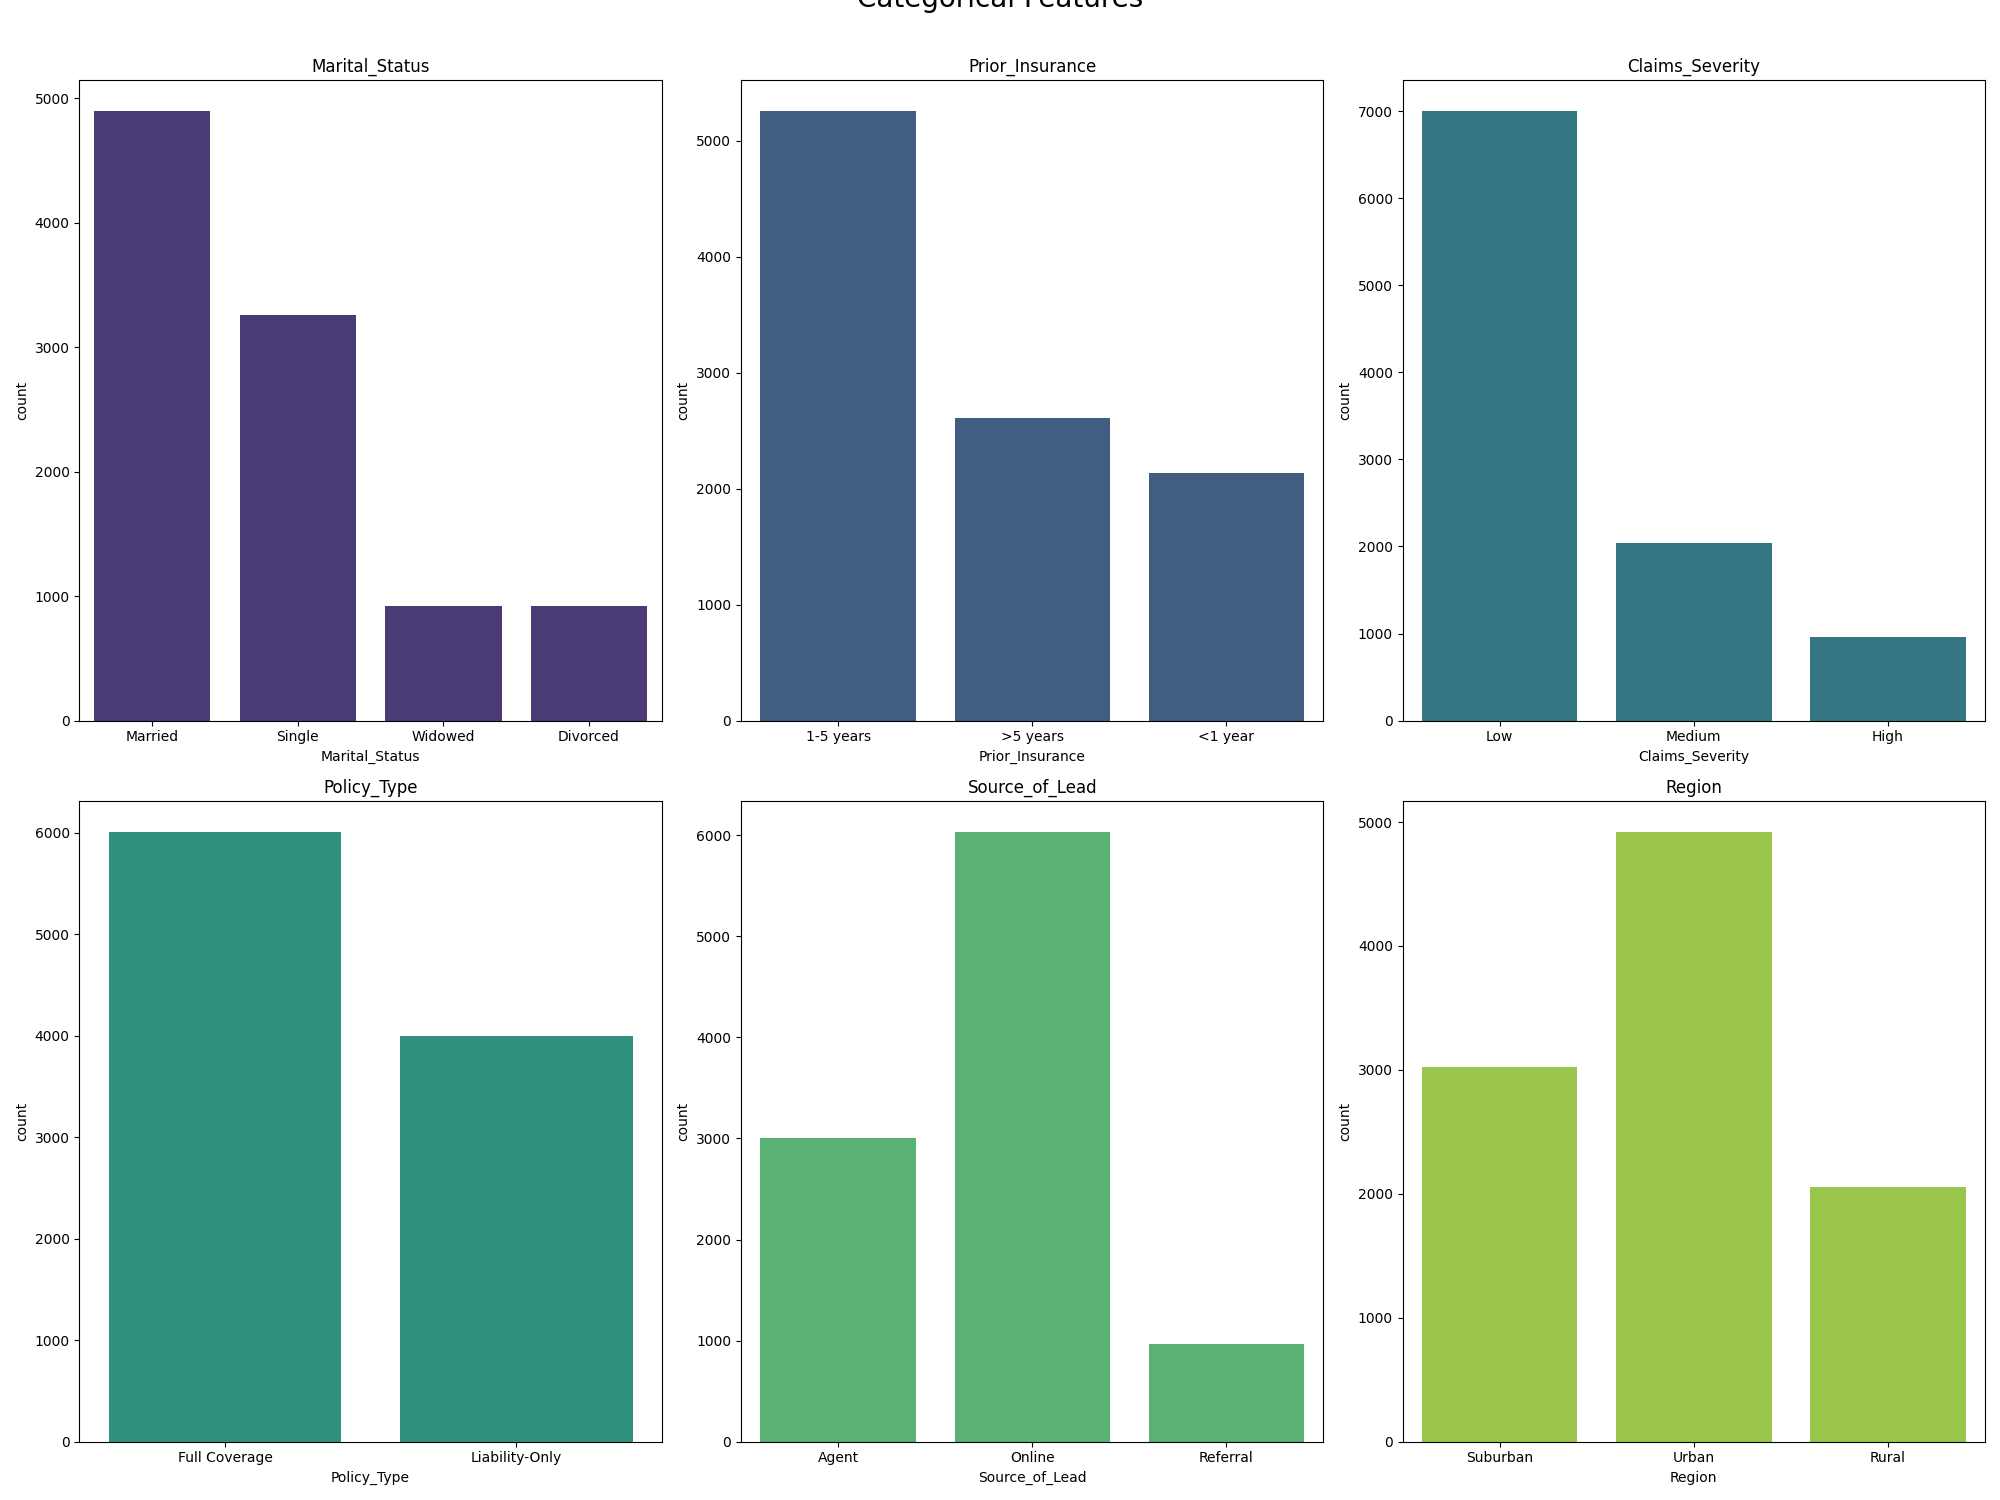 Categorical Features
Marital_Status
5000
4000
3000
2000
1000
0
count
Married Single Widowed Divorced
Marital_Status
Prior_Insurance
5000
4000
3000
2000
1000
0
count
1-5 years >5 years <1 year
Prior_Insurance
Claims_Severity
7000
6000
5000
4000
3000
2000
1000
0
count
Low Medium High
Claims_Severity
Policy_Type
6000
5000
4000
3000
2000
1000
0
count
Full Coverage Liability-Only
Policy_Type
Source_of_Lead
6000
5000
4000
3000
2000
1000
0
count
Agent Online Referral
Source_of_Lead
Region
5000
4000
3000
2000
1000
0
count
Suburban Urban Rural
Region